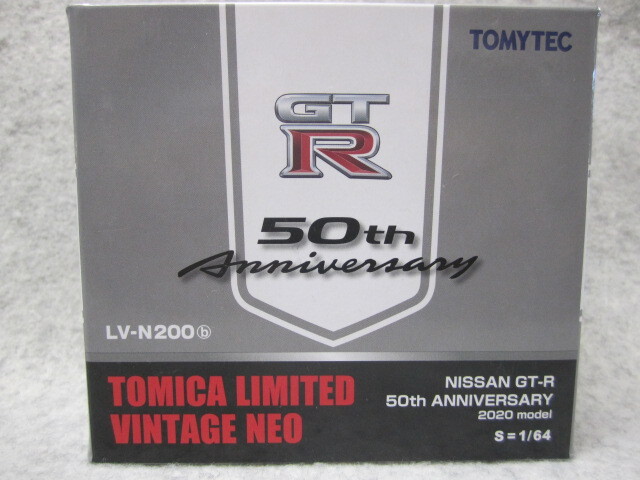 TOMYTEC
GT
R
50th
Anniversary
LV-N200ⓑ
TOMICA LIMITED
VINTAGE NEO
NISSAN GT-R
50th ANNIVERSARY
2020 model
S=1/64